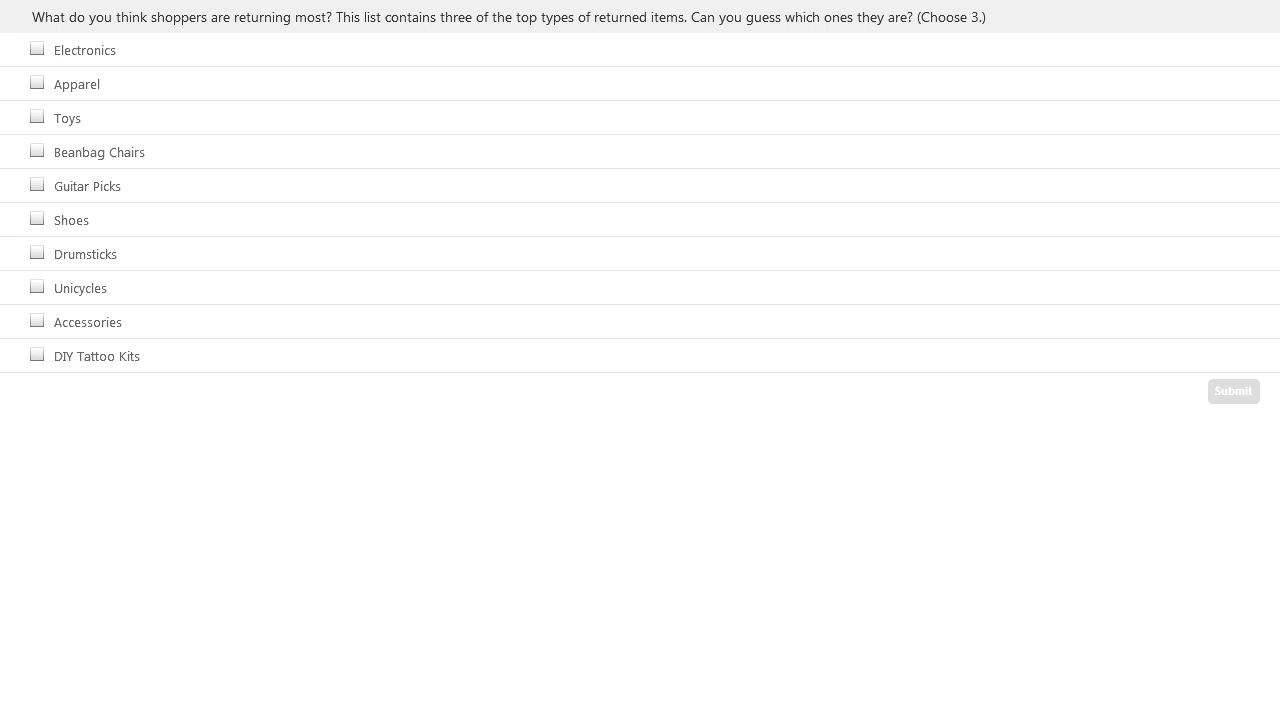 What do you think shoppers are returning most? This list contains three of the top types of returned items. Can you guess which ones they are? (Choose 3.)
Electronics
Apparel
Toys
Beanbag Chairs
Guitar Picks
Shoes
Drumsticks
Unicycles
Accessories
DIY Tattoo Kits
Submit